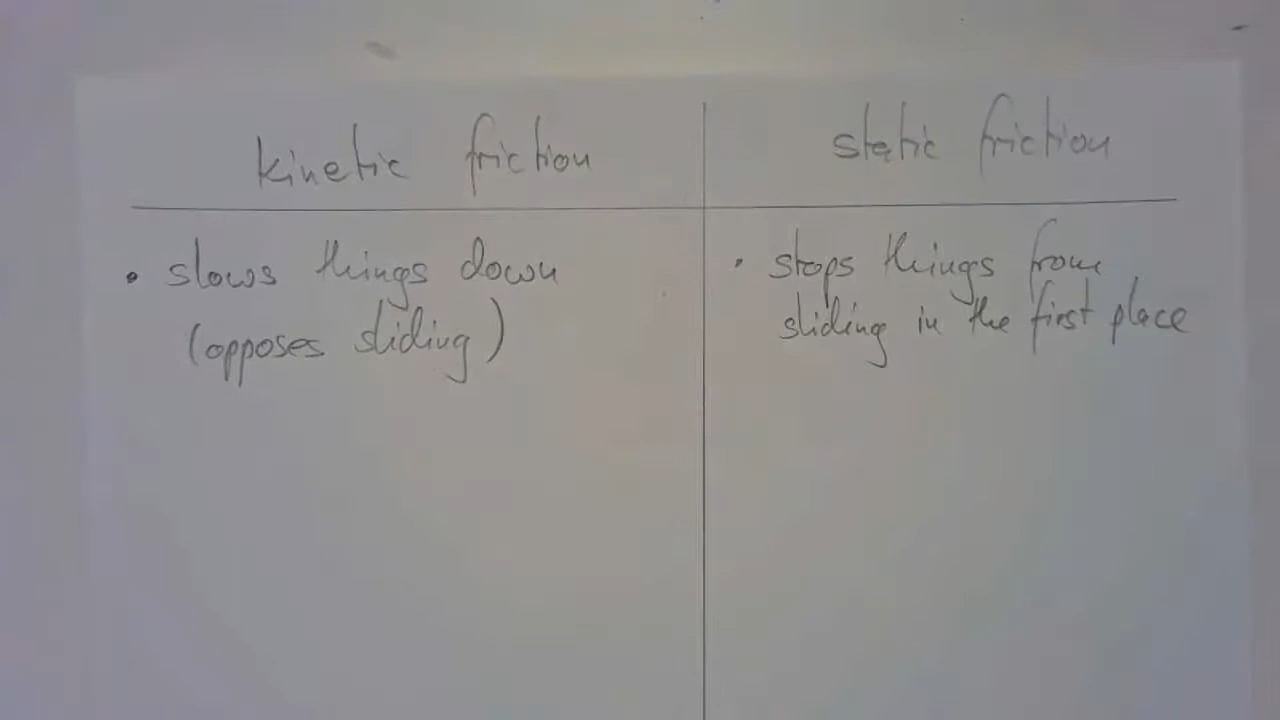 kinetic friction
static friction
• slows things down
(opposes sliding)
• stops things from
sliding in the first place